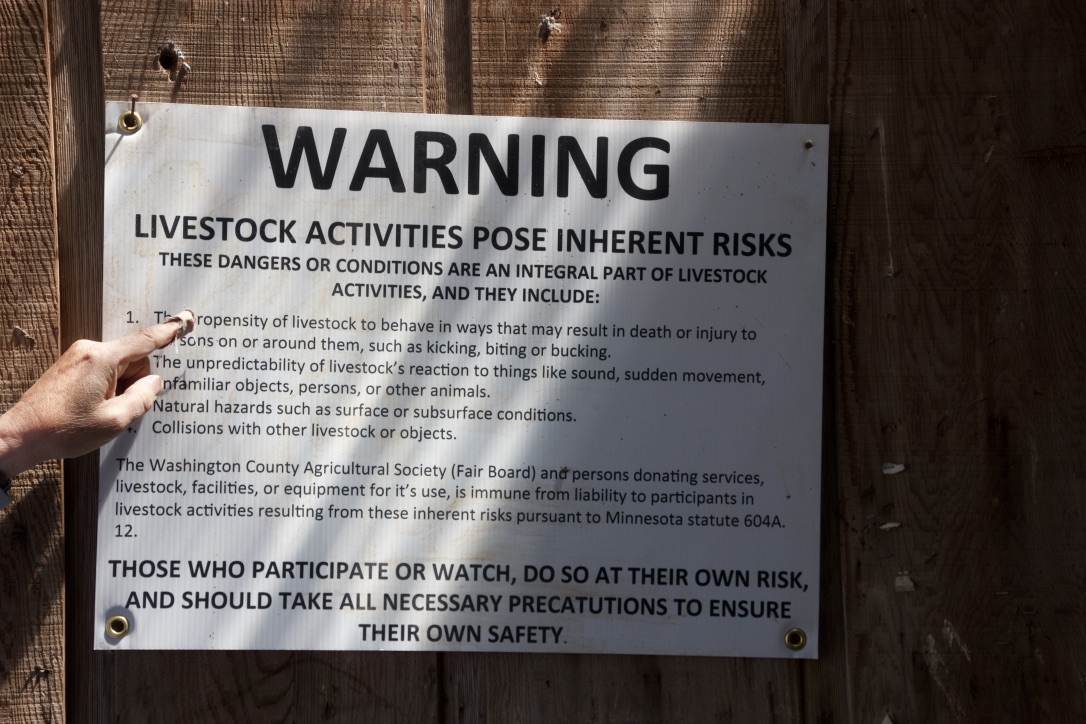 WARNING
LIVESTOCK ACTIVITIES POSE INHERENT RISKS
THESE DANGERS OR CONDITIONS ARE AN INTEGRAL PART OF LIVESTOCK
ACTIVITIES, AND THEY INCLUDE:
1. The propensity of livestock to behave in ways that may result in death or injury to
persons on or around them, such as kicking, biting or bucking.
The unpredictability of livestock's reaction to things like sound, sudden movement,
unfamiliar objects, persons, or other animals.
Natural hazards such as surface or subsurface conditions.
Collisions with other livestock or objects.
The Washington County Agricultural Society (Fair Board) and persons donating services,
livestock, facilities, or equipment for it's use, is immune from liability to participants in
livestock activities resulting from these inherent risks pursuant to Minnesota statute 604A.
12.
THOSE WHO PARTICIPATE OR WATCH, DO SO AT THEIR OWN RISK,
AND SHOULD TAKE ALL NECESSARY PRECATUTIONS TO ENSURE
THEIR OWN SAFETY.